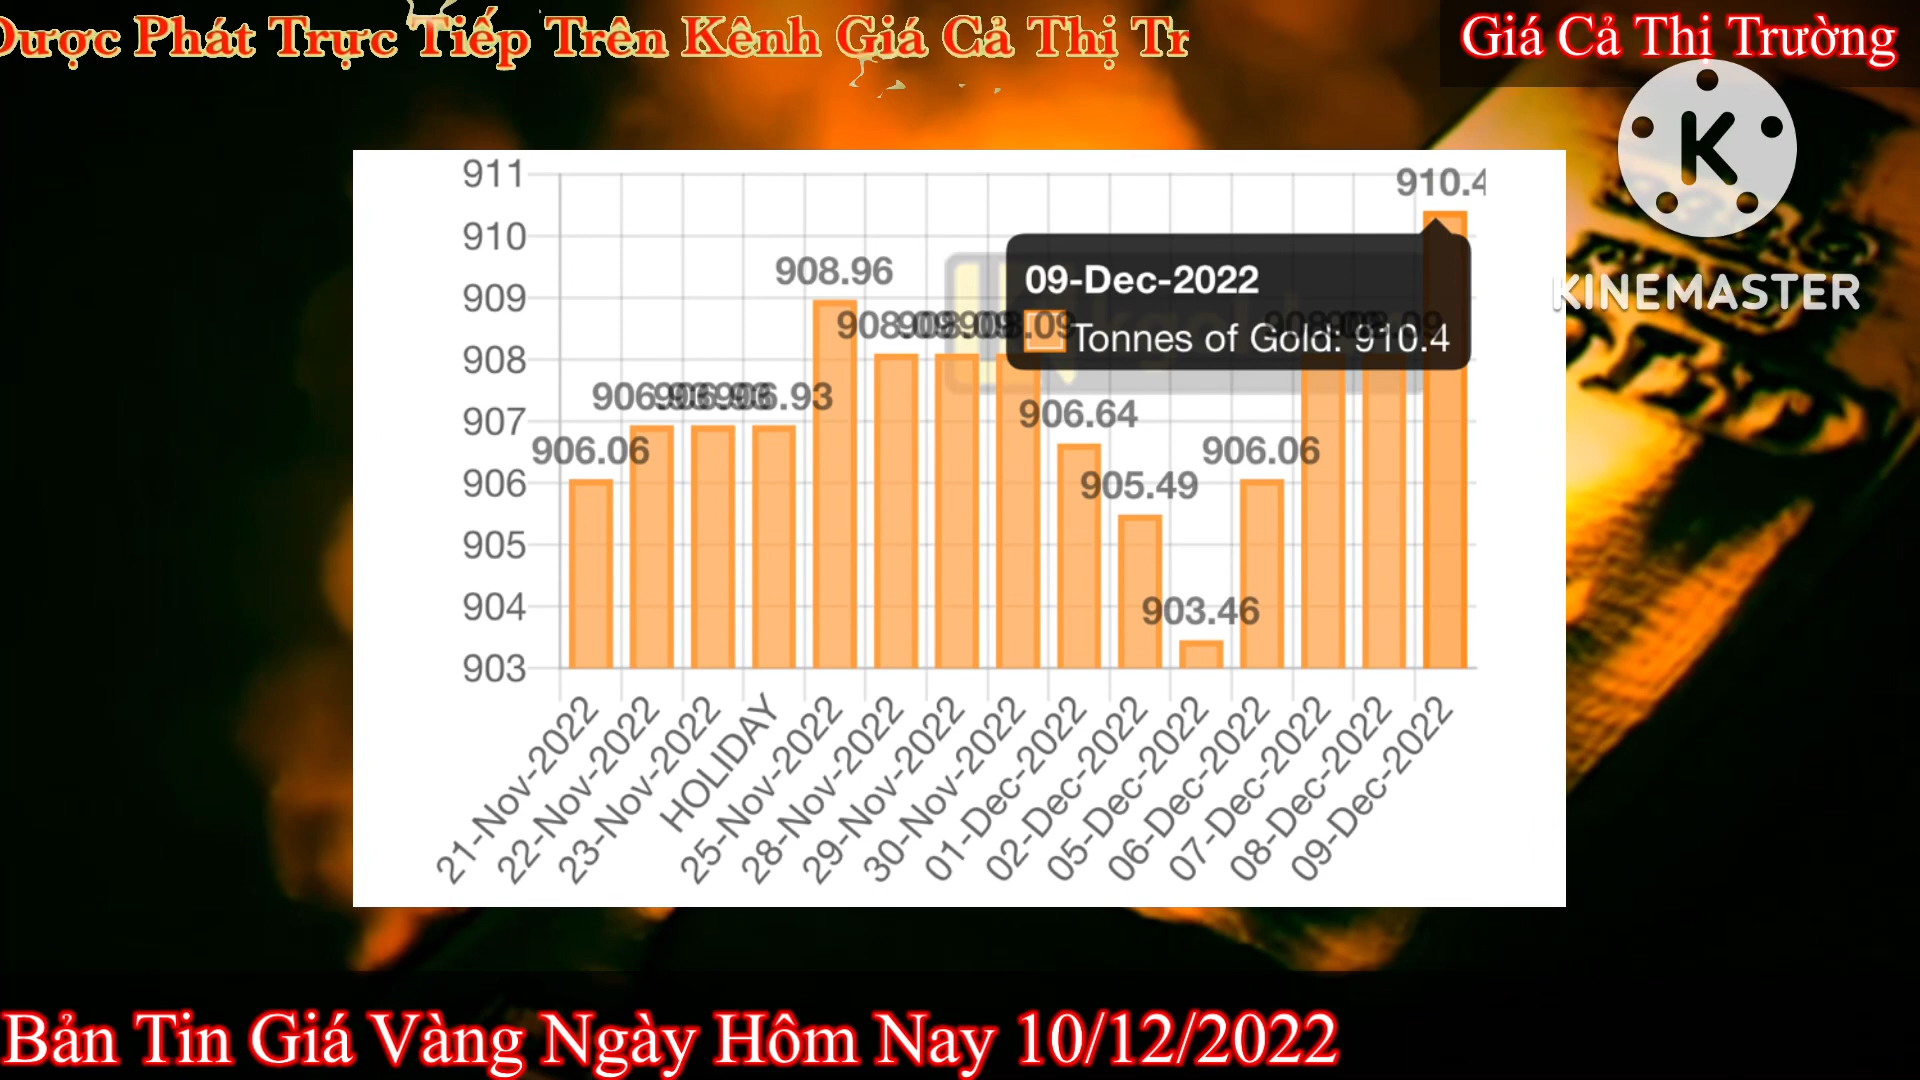 Được Phát Trực Tiếp Trên Kênh Giá Cả Thị Tr
Giá Cả Thị Trường
K
KINEMASTER
911
910
909
908
907
906
905
904
903
910.4
908.96
09-Dec-2022
Tonnes of Gold: 910.4
908.09
906.93
906.64
906.06
906.06
905.49
903.46
21-Nov-2022
22-Nov-2022
23-Nov-2022
HOLIDAY
25-Nov-2022
28-Nov-2022
29-Nov-2022
30-Nov-2022
01-Dec-2022
02-Dec-2022
05-Dec-2022
06-Dec-2022
07-Dec-2022
08-Dec-2022
09-Dec-2022
Bản Tin Giá Vàng Ngày Hôm Nay 10/12/2022